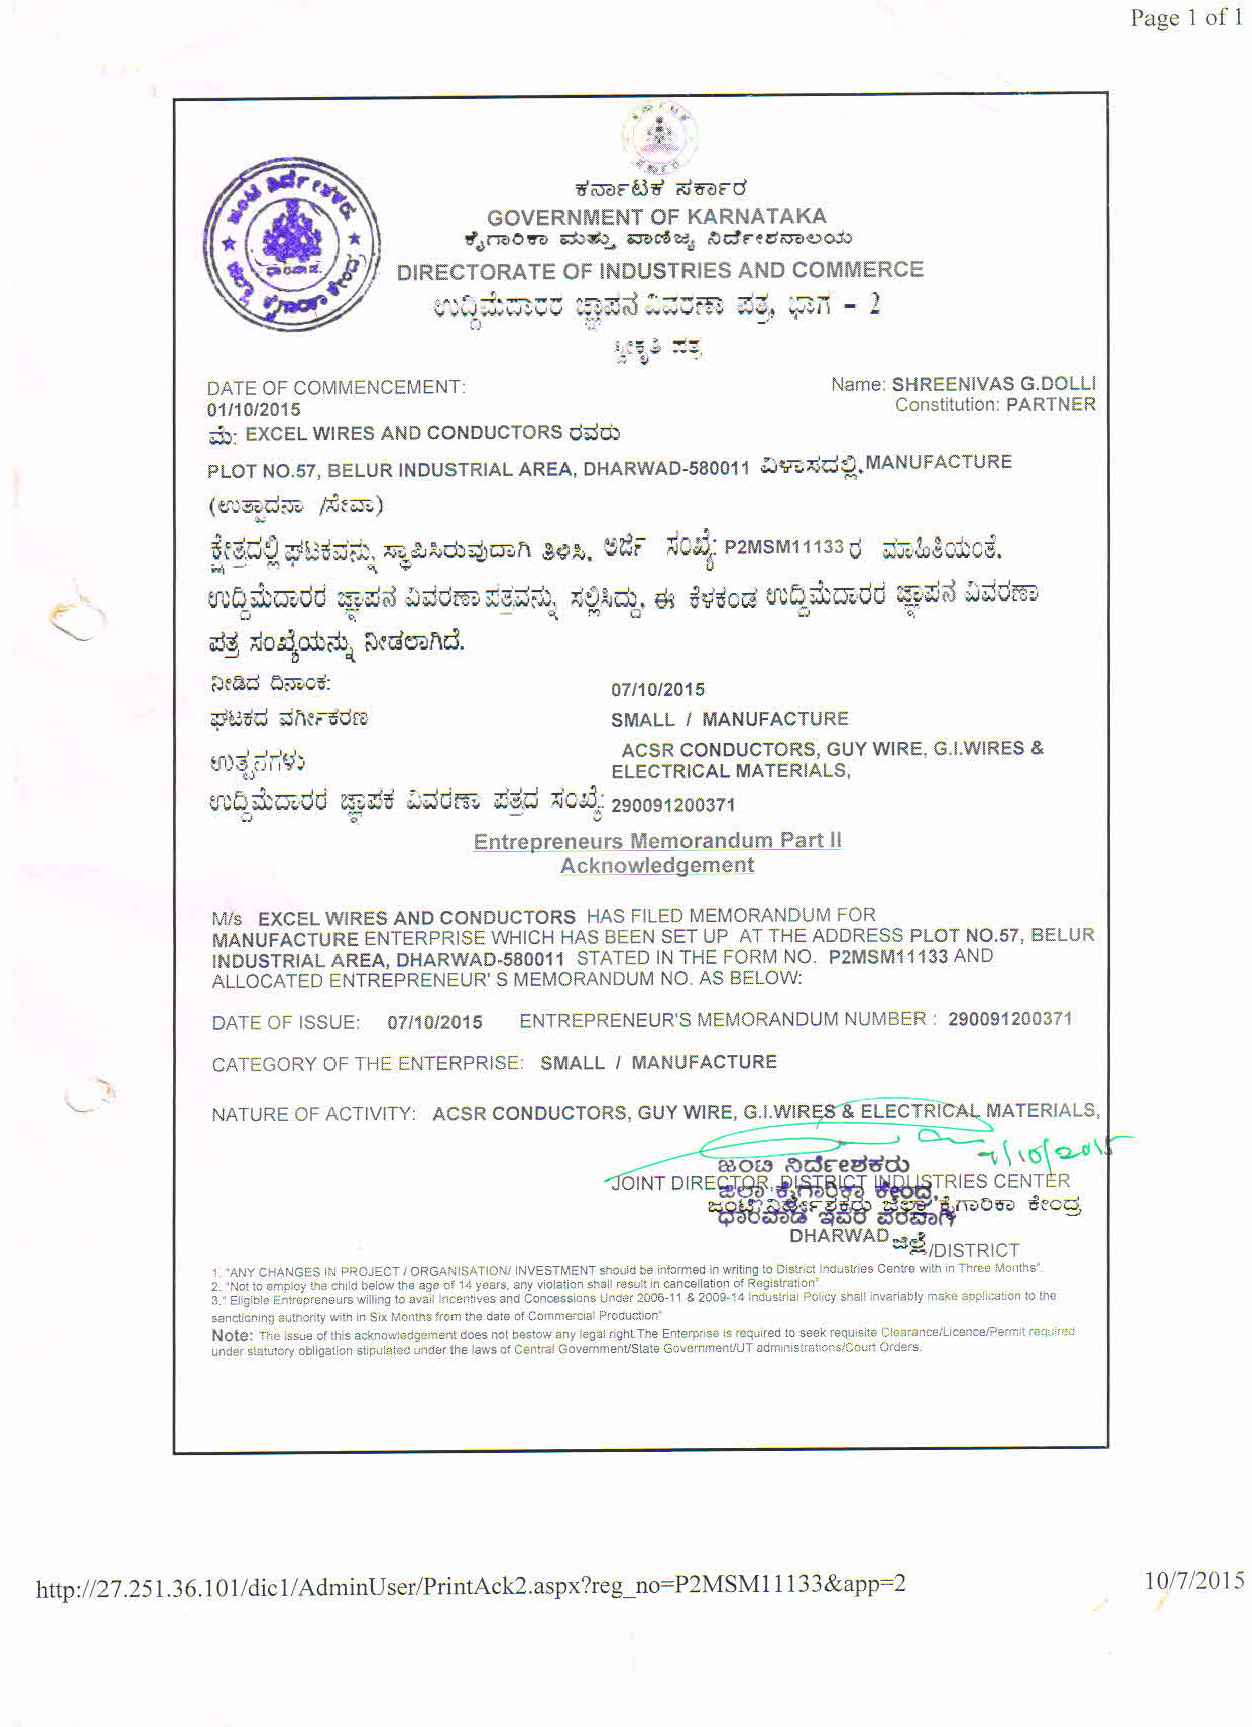 Page 1 of 1
ಕರ್ನಾಟಕ ಸರ್ಕಾರ
GOVERNMENT OF KARNATAKA
ಕೈಗಾರಿಕಾ ಮತ್ತು ವಾಣಿಜ್ಯ ನಿರ್ದೇಶನಾಲಯ
DIRECTORATE OF INDUSTRIES AND COMMERCE
ಉದ್ದಿಮೆದಾರರ ಜ್ಞಾಪನ ವಿವರಣಾ ಪತ್ರ, ಭಾಗ - 2
ಸ್ವೀಕೃತಿ ಪತ್ರ
DATE OF COMMENCEMENT:
01/10/2015
Name: SHREENIVAS G.DOLLI
Constitution: PARTNER
ಮೆ: EXCEL WIRES AND CONDUCTORS ರವರು
PLOT NO.57, BELUR INDUSTRIAL AREA, DHARWAD-580011 ವಿಳಾಸದಲ್ಲಿ, MANUFACTURE
(ಉತ್ಪಾದನಾ /ಸೇವಾ)
ಕ್ಷೇತ್ರದಲ್ಲಿ ಘಟಕವನ್ನು ಸ್ಥಾಪಿಸಿರುವುದಾಗಿ ತಿಳಿಸಿ, ಅರ್ಜಿ ಸಂಖ್ಯೆ: P2MSM11133 ರ ಮಾಹಿತಿಯಂತೆ,
ಉದ್ದಿಮೆದಾರರ ಜ್ಞಾಪನ ವಿವರಣಾ ಪತ್ರವನ್ನು ಸಲ್ಲಿಸಿದ್ದು, ಈ ಕೆಳಕಂಡ ಉದ್ದಿಮೆದಾರರ ಜ್ಞಾಪನ ವಿವರಣಾ
ಪತ್ರ ಸಂಖ್ಯೆಯನ್ನು ನೀಡಲಾಗಿದೆ.
ನೀಡಿದ ದಿನಾಂಕ: 07/10/2015
ಘಟಕದ ವರ್ಗೀಕರಣ SMALL / MANUFACTURE
ಉತ್ಪನಗಳು ACSR CONDUCTORS, GUY WIRE, G.I.WIRES &
ELECTRICAL MATERIALS,
ಉದ್ದಿಮೆದಾರರ ಜ್ಞಾಪಕ ವಿವರಣಾ ಪತ್ರದ ಸಂಖ್ಯೆ: 290091200371
Entrepreneurs Memorandum Part II
Acknowledgement
M/s EXCEL WIRES AND CONDUCTORS HAS FILED MEMORANDUM FOR
MANUFACTURE ENTERPRISE WHICH HAS BEEN SET UP AT THE ADDRESS PLOT NO.57, BELUR
INDUSTRIAL AREA, DHARWAD-580011 STATED IN THE FORM NO. P2MSM11133 AND
ALLOCATED ENTREPRENEUR' S MEMORANDUM NO. AS BELOW:
DATE OF ISSUE: 07/10/2015 ENTREPRENEUR'S MEMORANDUM NUMBER : 290091200371
CATEGORY OF THE ENTERPRISE: SMALL / MANUFACTURE
NATURE OF ACTIVITY: ACSR CONDUCTORS, GUY WIRE, G.I.WIRES & ELECTRICAL MATERIALS,
7/10/2015
ಜಂಟಿ ನಿರ್ದೇಶಕರು
JOINT DIRECTOR, DISTRICT INDUSTRIES CENTER
ಜಿಲ್ಲಾ ಕೈಗಾರಿಕಾ ಕೇಂದ್ರ,
ಜಂಟಿ ನಿರ್ದೇಶಕರು ಜಿಲ್ಲಾ ಕೈಗಾರಿಕಾ ಕೇಂದ್ರ
ಧಾರವಾಡ ಇವರ ಪರವಾಗಿ
DHARWAD ಜಿಲ್ಲೆ/DISTRICT
1. "ANY CHANGES IN PROJECT / ORGANISATION/ INVESTMENT should be informed in writing to District Industries Centre with in Three Months".
2. "Not to employ the child below the age of 14 years, any violation shall result in cancellation of Registration"
3." Eligible Entrepreneurs willing to avail Incentives and Concessions Under 2006-11 & 2009-14 Industrial Policy shall invariably make application to the
sanctioning authority with in Six Months from the date of Commercial Production"
Note: The issue of this acknowledgement does not bestow any legal right.The Enterprise is required to seek requisite Clearance/Licence/Permit required
under statutory obligation stipulated under the laws of Central Government/State Government/UT administrations/Court Orders.
http://27.251.36.101/dic1/AdminUser/PrintAck2.aspx?reg_no=P2MSM11133&app=2 10/7/2015